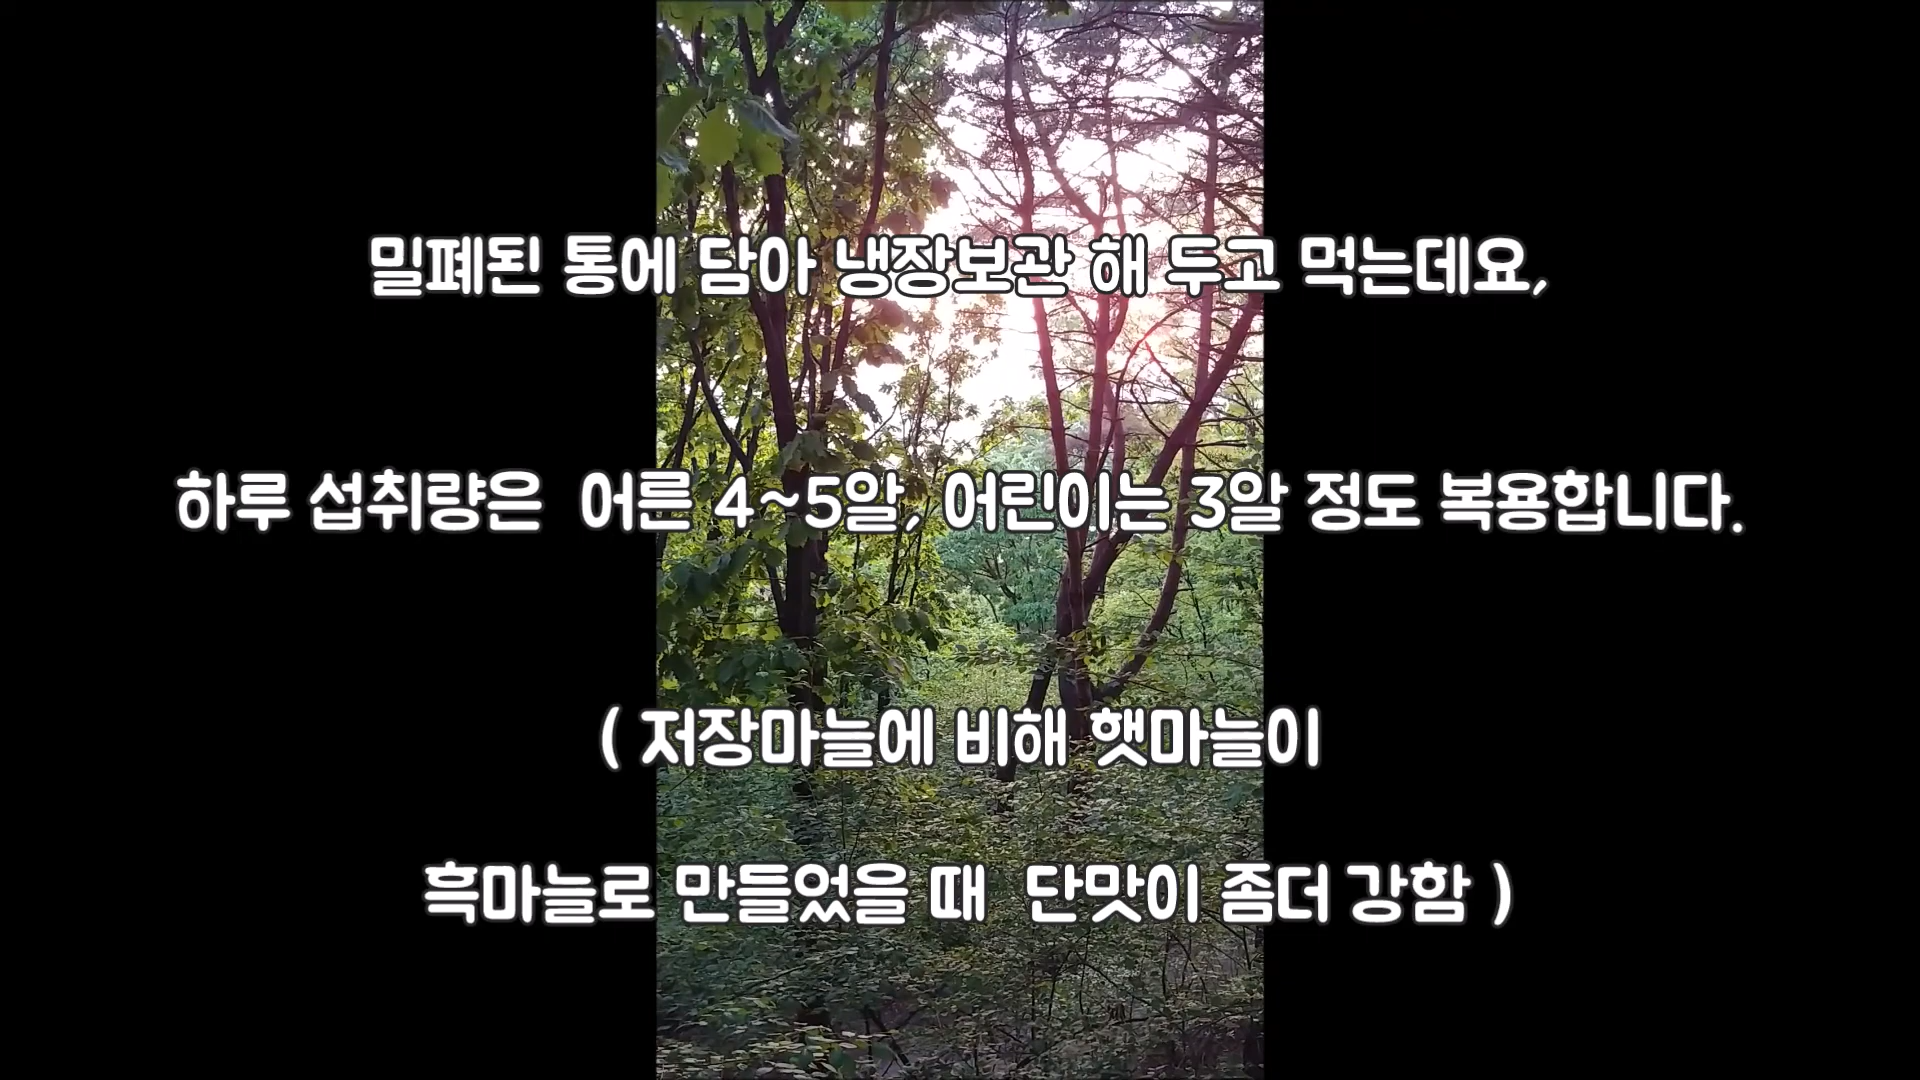 밀폐된 통에 담아 냉장보관 해 두고 먹는데요,
하루 섭취량은 어른 4~5알, 어린이는 3알 정도 복용합니다.
( 저장마늘에 비해 햇마늘이
흑마늘로 만들었을 때 단맛이 좀더 강함 )